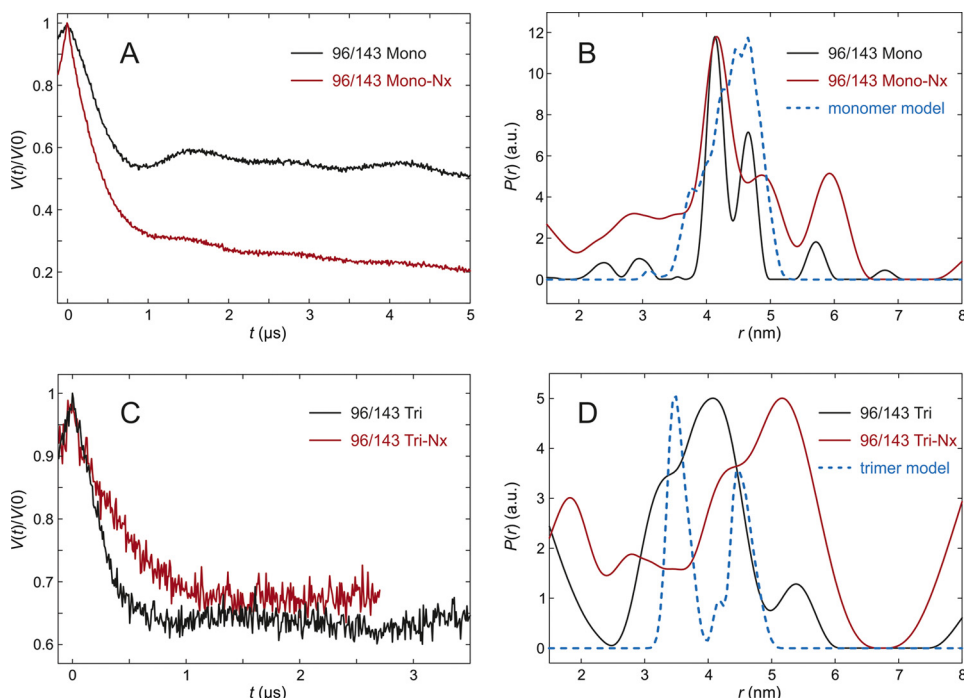 A
96/143 Mono
96/143 Mono-Nx
V(t)/V(0)
1
0.8
0.6
0.4
0.2
0 1 2 3 4 5
t (μs)
B
96/143 Mono
96/143 Mono-Nx
monomer model
P(r) (a.u.)
12
10
8
6
4
2
0
2 3 4 5 6 7 8
r (nm)
C
96/143 Tri
96/143 Tri-Nx
V(t)/V(0)
1
0.9
0.8
0.7
0.6
0 1 2 3
t (μs)
D
96/143 Tri
96/143 Tri-Nx
trimer model
P(r) (a.u.)
5
4
3
2
1
0
2 3 4 5 6 7 8
r (nm)